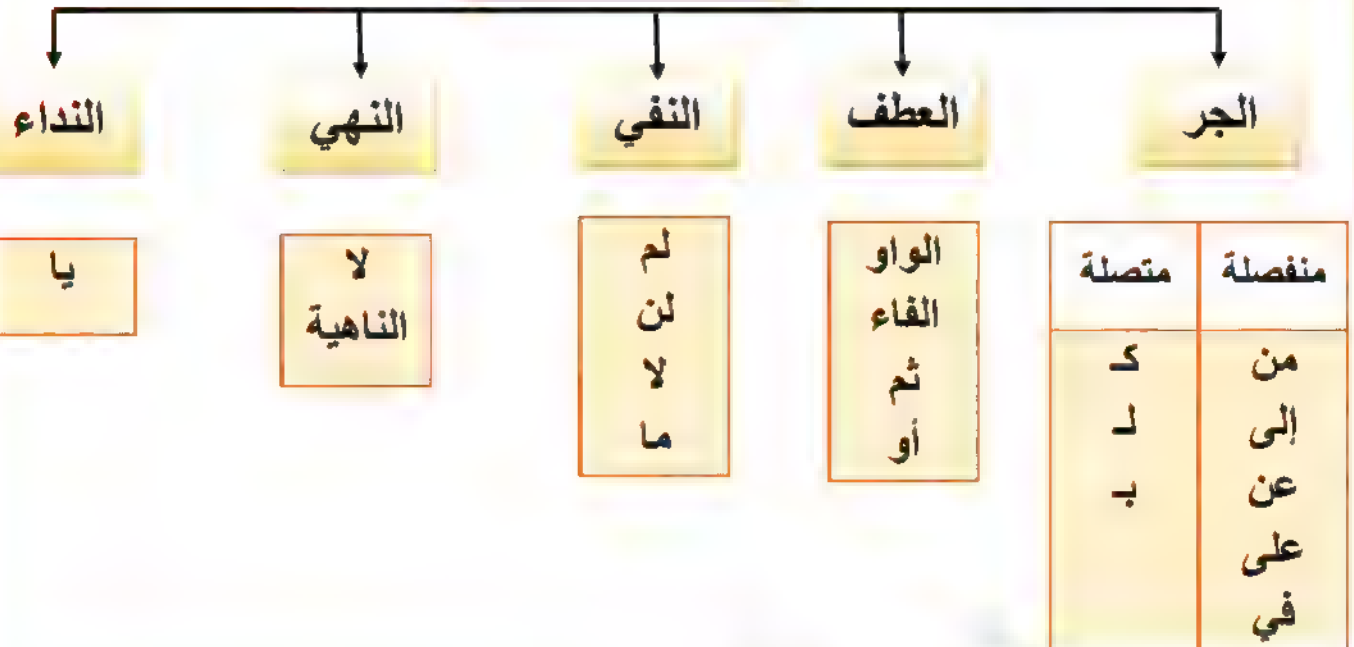 الجر
العطف
النفي
النهي
النداء
منفصلة متصلة
من كـ
إلى لـ
عن بـ
على
في
الواو
الفاء
ثم
أو
لم
لن
لا
ما
لا
الناهية
يا